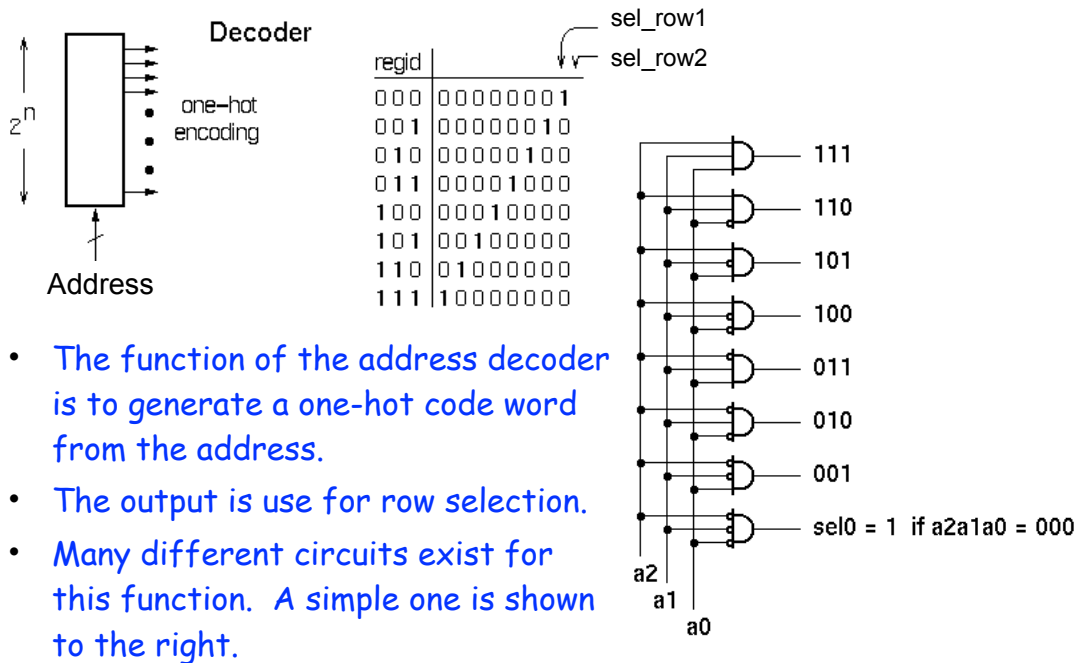 Decoder
2^n
one-hot
encoding
Address
sel_row1
sel_row2
regid
000 00000001
001 00000010
010 00000100
011 00001000
100 00010000
101 00100000
110 01000000
111 10000000
• The function of the address decoder
is to generate a one-hot code word
from the address.
• The output is use for row selection.
• Many different circuits exist for
this function. A simple one is shown
to the right.
111
110
101
100
011
010
001
sel0 = 1 if a2a1a0 = 000
a2
a1
a0